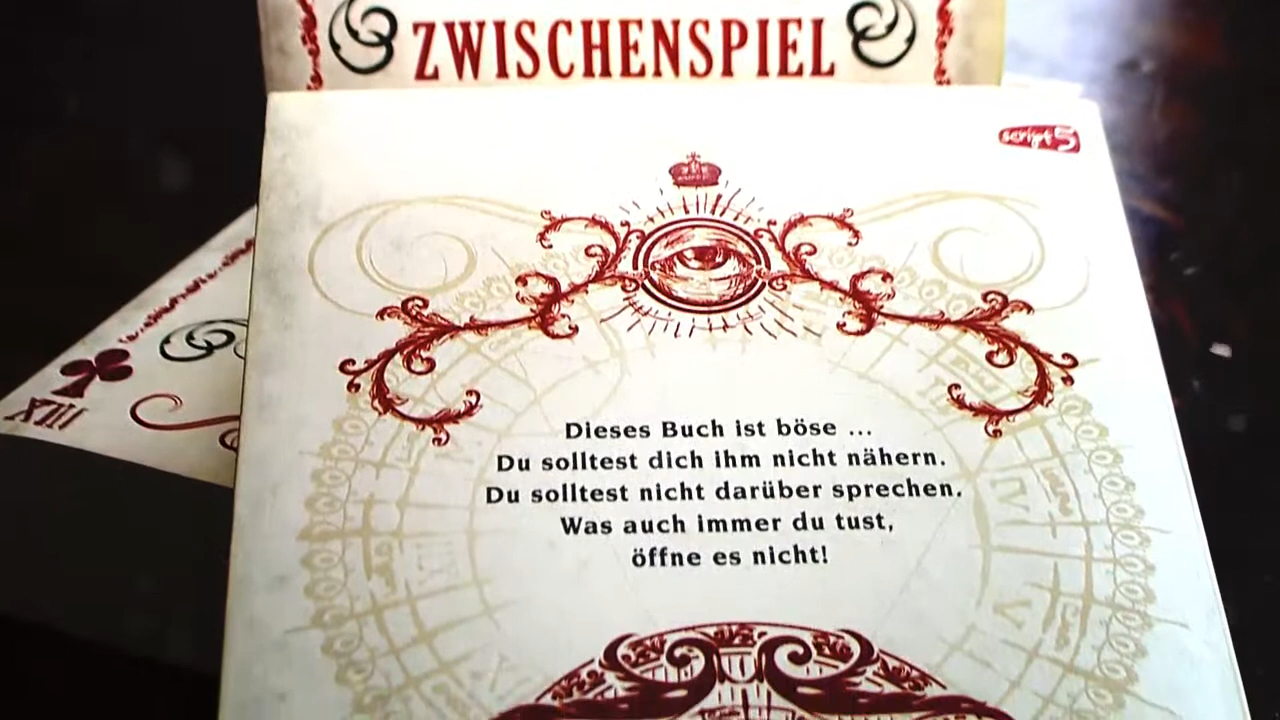 ZWISCHENSPIEL
script5
XIII
Dieses Buch ist böse ...
Du solltest dich ihm nicht nähern.
Du solltest nicht darüber sprechen.
Was auch immer du tust,
öffne es nicht!
IV
V